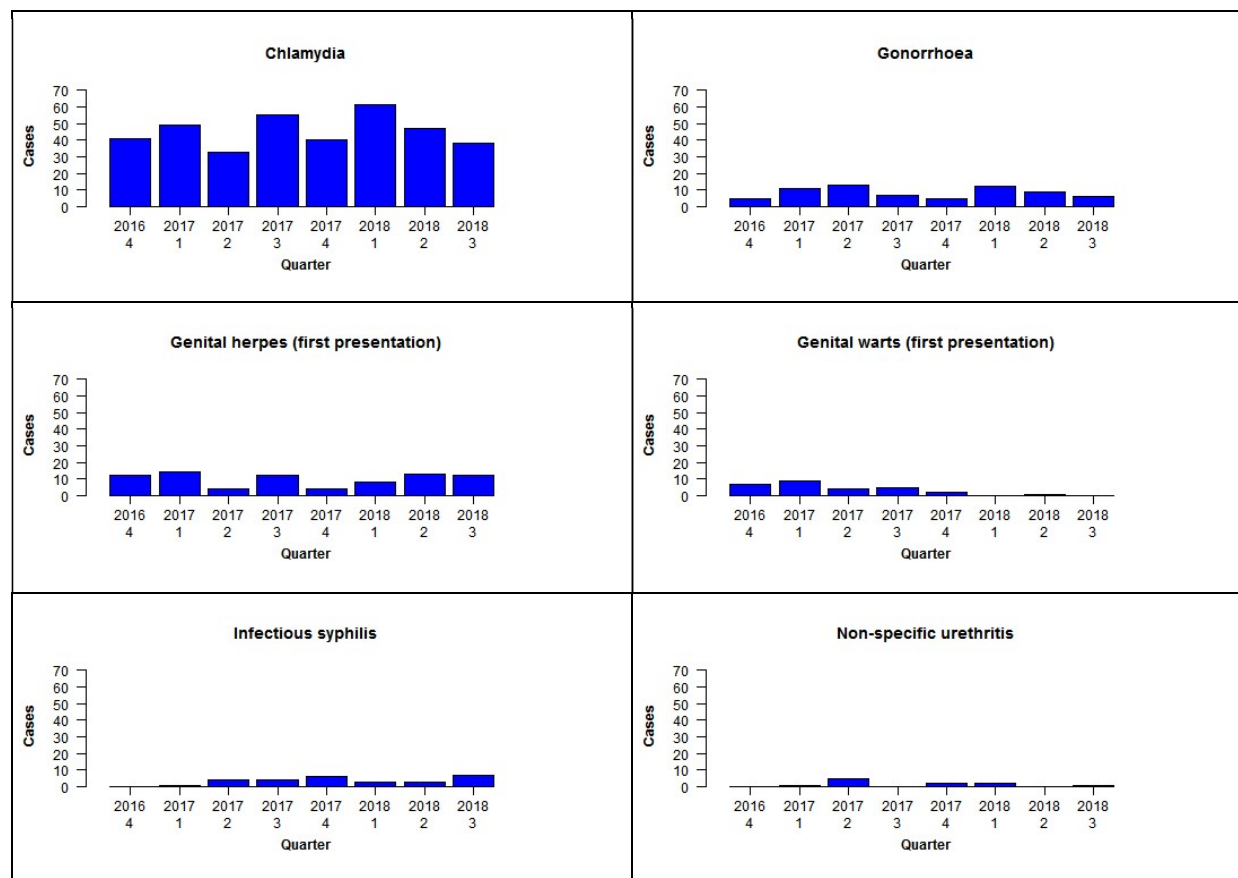 Chlamydia
70
60
50
40
30
20
10
0
Cases
2016 2017 2017 2017 2017 2018 2018 2018
4 1 2 3 4 1 2 3
Quarter
Gonorrhoea
70
60
50
40
30
20
10
0
Cases
2016 2017 2017 2017 2017 2018 2018 2018
4 1 2 3 4 1 2 3
Quarter
Genital herpes (first presentation)
70
60
50
40
30
20
10
0
Cases
2016 2017 2017 2017 2017 2018 2018 2018
4 1 2 3 4 1 2 3
Quarter
Genital warts (first presentation)
70
60
50
40
30
20
10
0
Cases
2016 2017 2017 2017 2017 2018 2018 2018
4 1 2 3 4 1 2 3
Quarter
Infectious syphilis
70
60
50
40
30
20
10
0
Cases
2016 2017 2017 2017 2017 2018 2018 2018
4 1 2 3 4 1 2 3
Quarter
Non-specific urethritis
70
60
50
40
30
20
10
0
Cases
2016 2017 2017 2017 2017 2018 2018 2018
4 1 2 3 4 1 2 3
Quarter